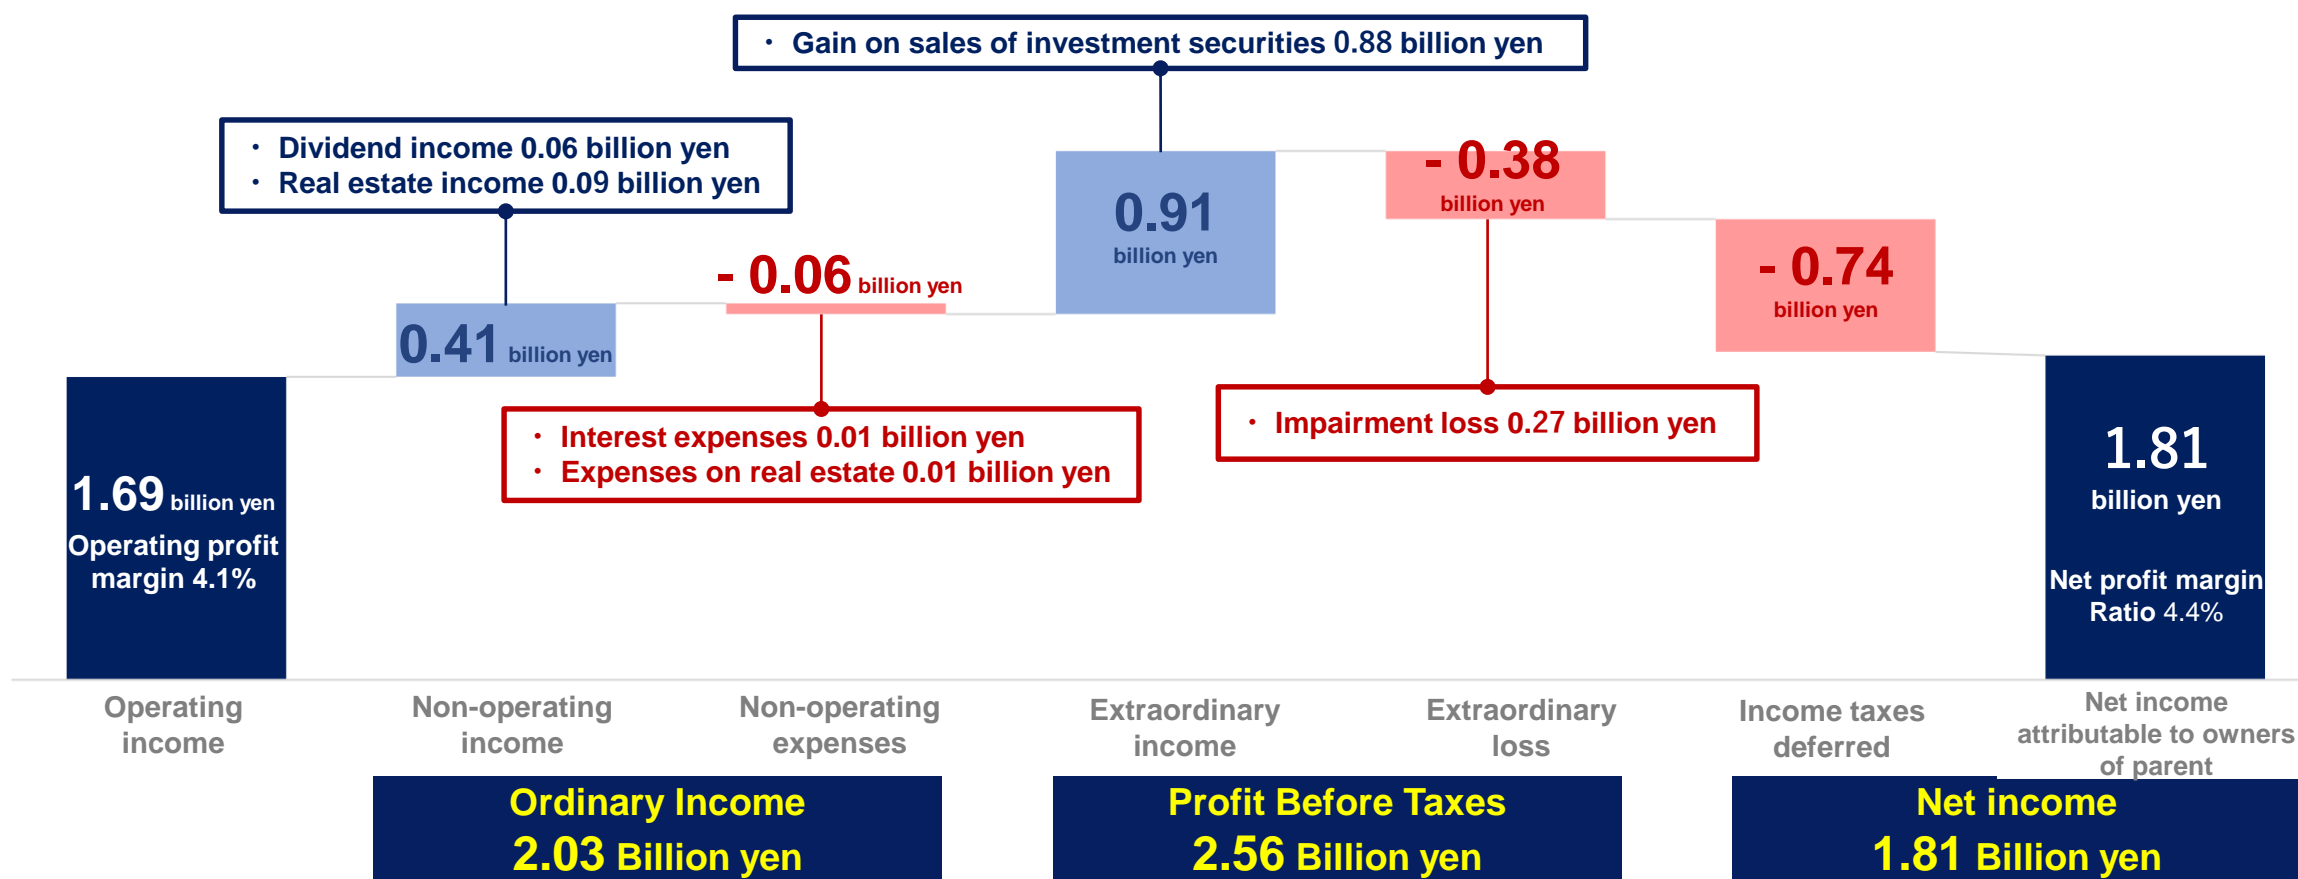 ・ Gain on sales of investment securities 0.88 billion yen
・ Dividend income 0.06 billion yen
・ Real estate income 0.09 billion yen
- 0.38
billion yen
0.91
billion yen
- 0.06 billion yen
- 0.74
billion yen
0.41 billion yen
・ Interest expenses 0.01 billion yen
・ Expenses on real estate 0.01 billion yen
・ Impairment loss 0.27 billion yen
1.69 billion yen
Operating profit
margin 4.1%
1.81
billion yen
Net profit margin
Ratio 4.4%
Operating
income
Non-operating
income
Non-operating
expenses
Extraordinary
income
Extraordinary
loss
Income taxes
deferred
Net income
attributable to owners
of parent
Ordinary Income
2.03 Billion yen
Profit Before Taxes
2.56 Billion yen
Net income
1.81 Billion yen